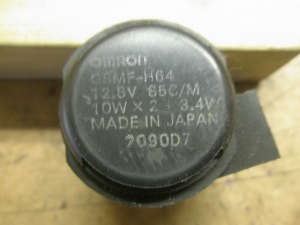 OMRON
G8MF-H64
12.8V 85C/M
10W × 2 + 3.4W
MADE IN JAPAN
2090D7